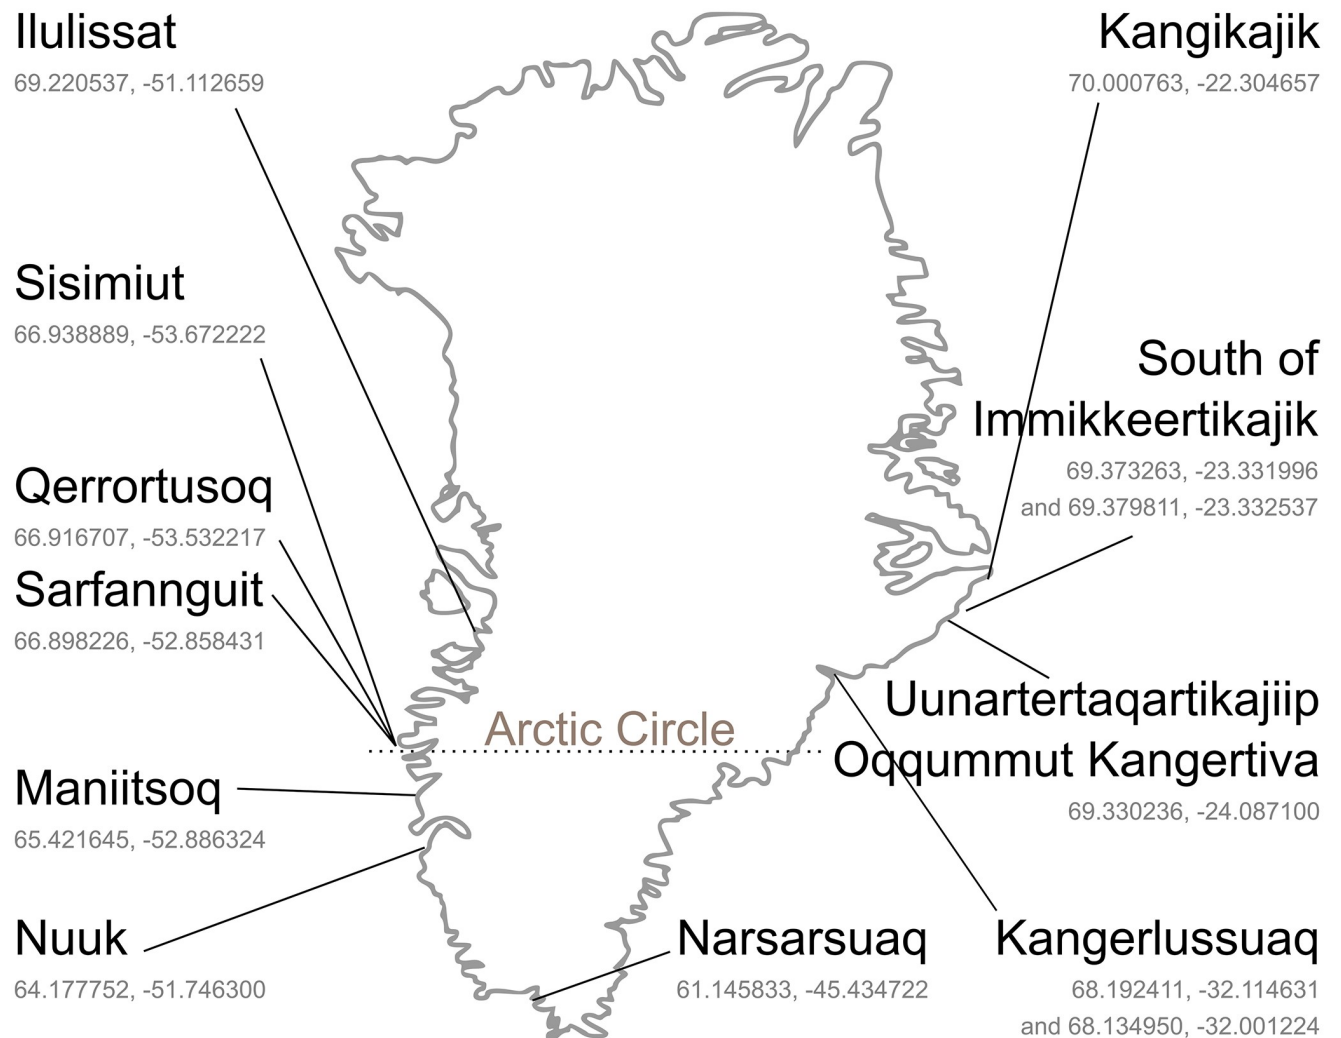 Ilulissat
69.220537, -51.112659
Kangikajik
70.000763, -22.304657
Sisimiut
66.938889, -53.672222
South of
Immikkeertikajik
69.373263, -23.331996
and 69.379811, -23.332537
Qerrortusoq
66.916707, -53.532217
Sarfannguit
66.898226, -52.858431
Uunartertaqartikajiip
Oqqummut Kangertiva
69.330236, -24.087100
Arctic Circle
Maniitsoq
65.421645, -52.886324
Nuuk
64.177752, -51.746300
Narsarsuaq
61.145833, -45.434722
Kangerlussuaq
68.192411, -32.114631
and 68.134950, -32.001224